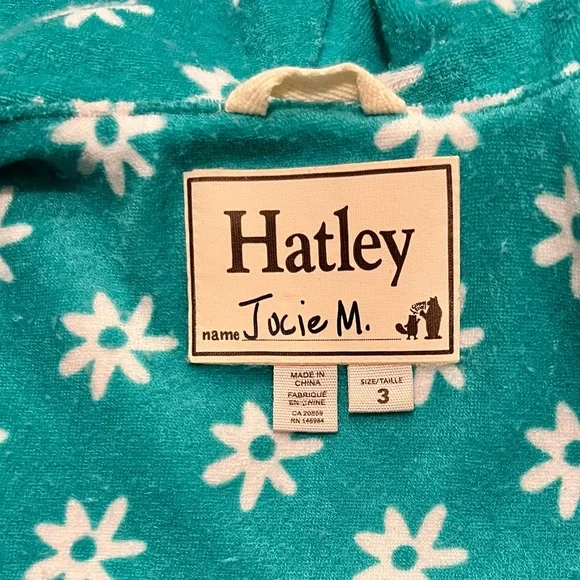 Hatley
name Jocie M.
MADE IN
CHINA
FABRIQUÉ
EN CHINE
CA 20859
RN 146984
SIZE/TAILLE
3